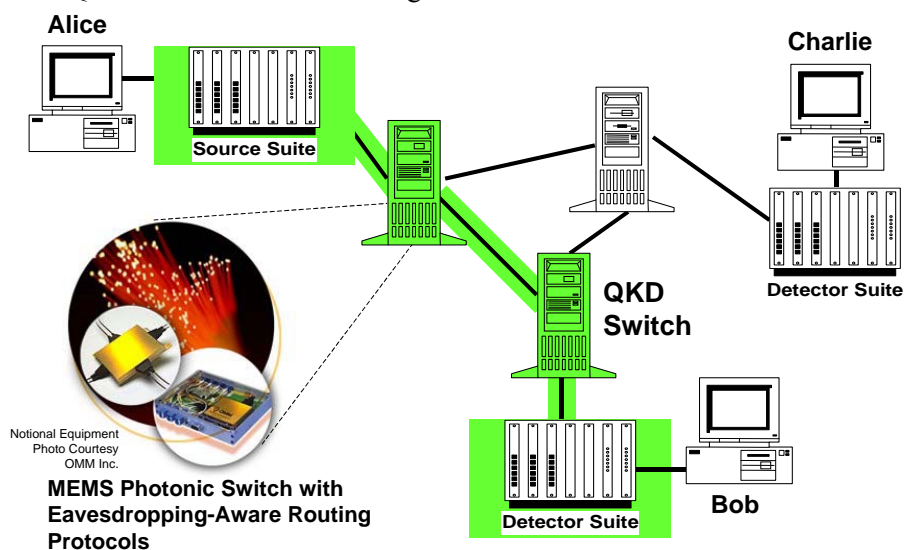 Alice
Source Suite
Charlie
Detector Suite
QKD
Switch
Notional Equipment
Photo Courtesy
OMM Inc.
OMM
MEMS Photonic Switch with
Eavesdropping-Aware Routing
Protocols
Detector Suite
Bob